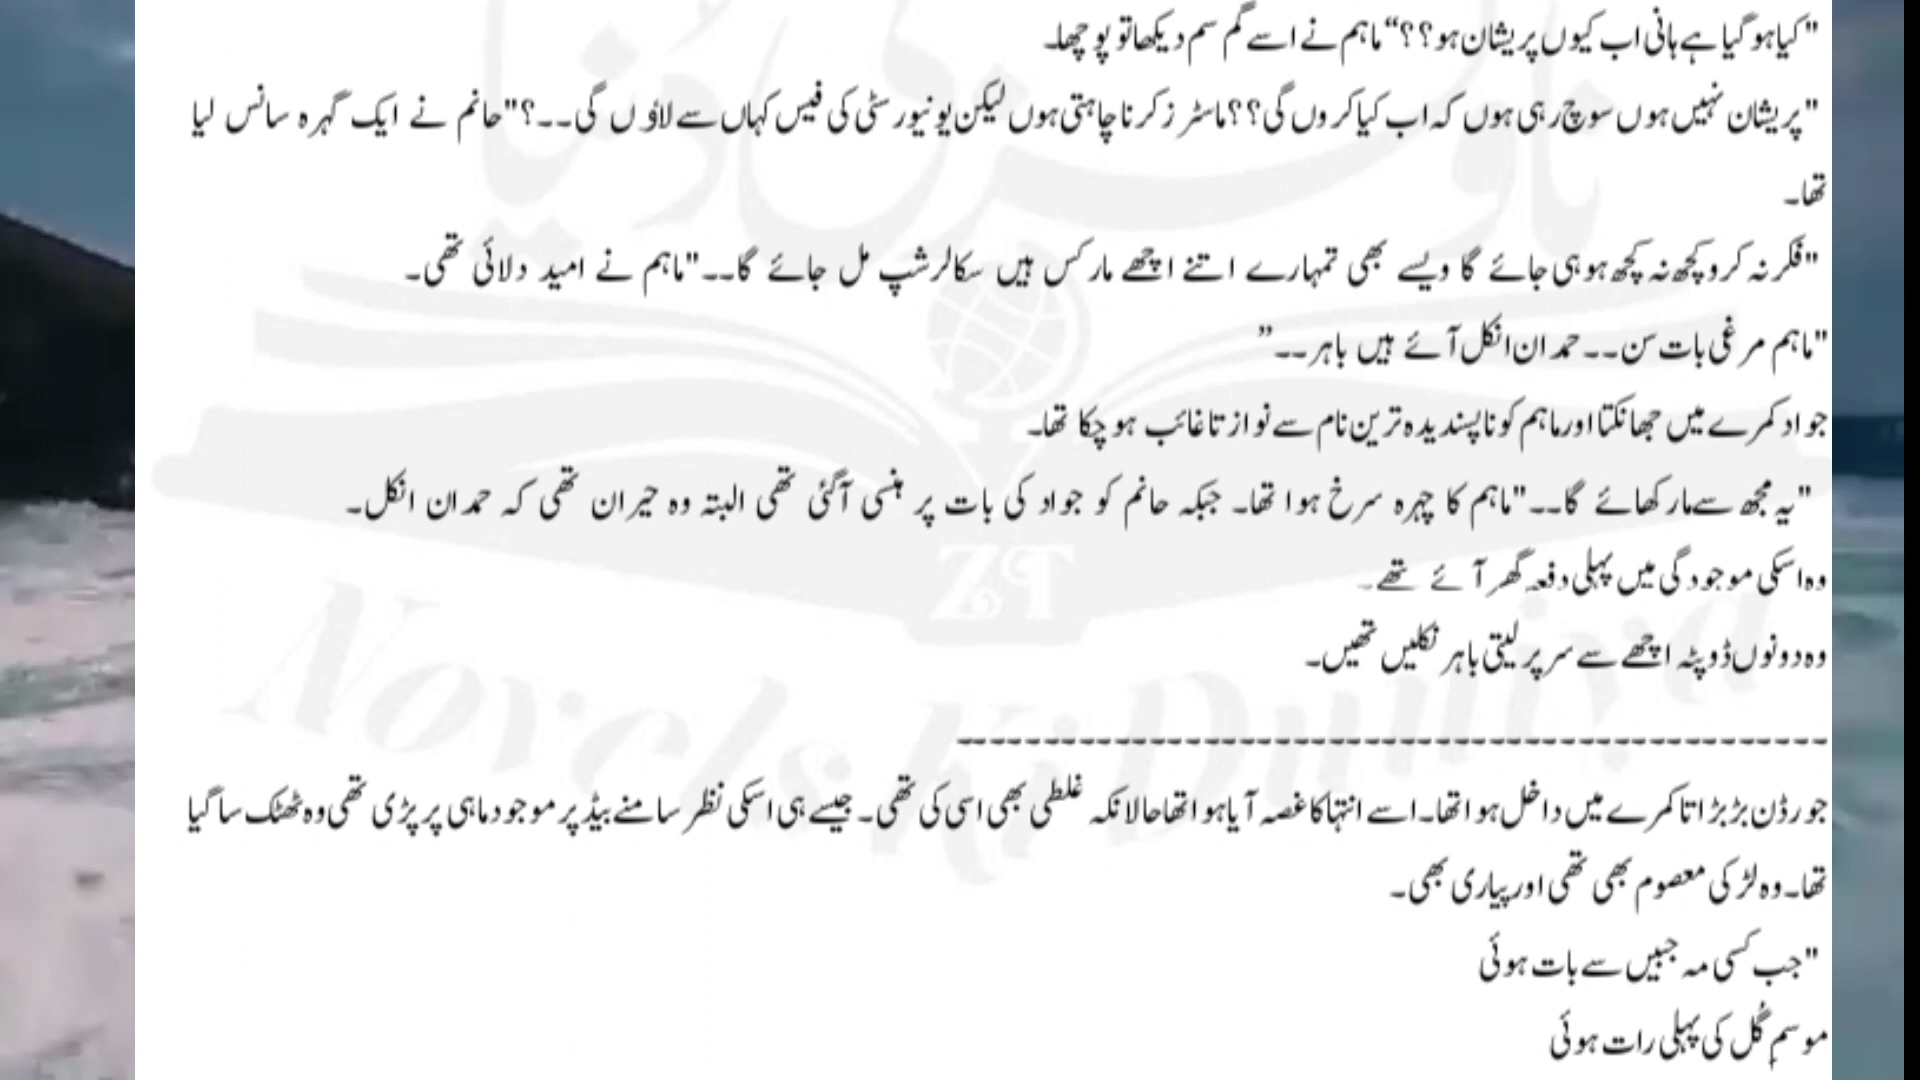 "کیا ہو گیا ہے ہانی اب کیوں پریشان ہو؟؟“ ماہم نے اسے گم سم دیکھا تو پوچھا۔
"پریشان نہیں ہوں سوچ رہی ہوں کہ اب کیا کروں گی؟؟ ماسٹرز کرنا چاہتی ہوں لیکن یونیورسٹی کی فیس کہاں سے لاؤں گی۔۔؟" حانم نے ایک گہرہ سانس لیا
تھا۔
"فکر نہ کرو کچھ نہ کچھ ہو ہی جائے گا ویسے بھی تمہارے اتنے اچھے مارکس ہیں سکالرشپ مل جائے گا۔۔" ماہم نے امید دلائی تھی۔
"ماہم مرغی بات سن۔۔ حمدان انکل آئے ہیں باہر۔۔”
جواد کمرے میں جھانکتا اور ماہم کو ناپسندیدہ ترین نام سے نوازتا غائب ہو چکا تھا۔
"یہ مجھ سے مار کھائے گا۔۔" ماہم کا چہرہ سرخ ہوا تھا۔ جبکہ حانم کو جواد کی بات پر ہنسی آگئی تھی البتہ وہ حیران تھی کہ حمدان انکل۔
وہ اسکی موجودگی میں پہلی دفعہ گھر آئے تھے۔
وہ دونوں ڈوپٹہ اچھے سے سر پر لیتی باہر نکلیں تھیں۔
۔۔۔۔۔۔۔۔۔۔۔۔۔۔۔۔۔۔۔۔۔۔۔۔۔۔۔۔۔۔۔۔۔۔۔۔۔۔۔۔۔۔۔۔۔
جورڈن بڑبڑاتا کمرے میں داخل ہوا تھا۔ اسے انتہا کا غصہ آیا ہوا تھا حالانکہ غلطی بھی اسی کی تھی۔ جیسے ہی اسکی نظر سامنے بیڈ پر موجود ماہی پر پڑی تھی وہ ٹھٹک سا گیا
تھا۔ وہ لڑکی معصوم بھی تھی اور پیاری بھی۔
"جب کسی مہ جبیں سے بات ہوئی
موسمِ گُل کی پہلی رات ہوئی
ناولز کی دُنیا
ZT
Novels Ki Duniya